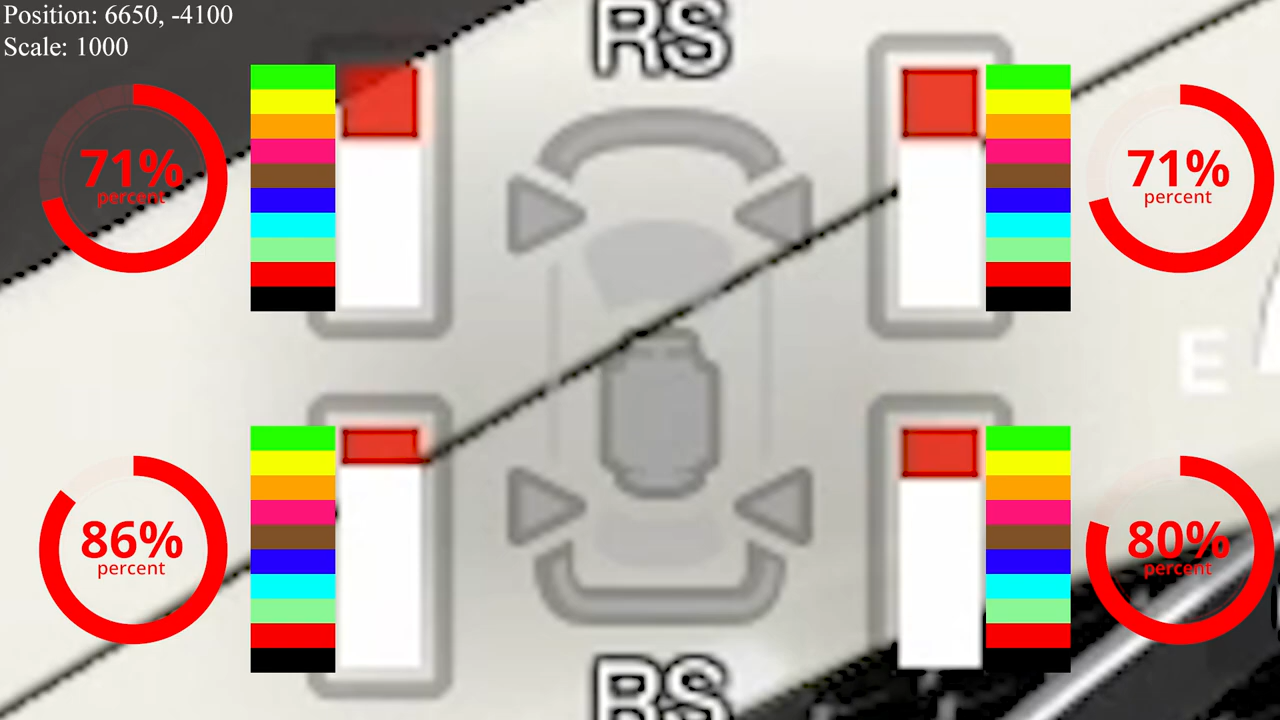 Position: 6650, -4100
Scale: 1000
RS
71%
percent
71%
percent
E
86%
percent
80%
percent
RS